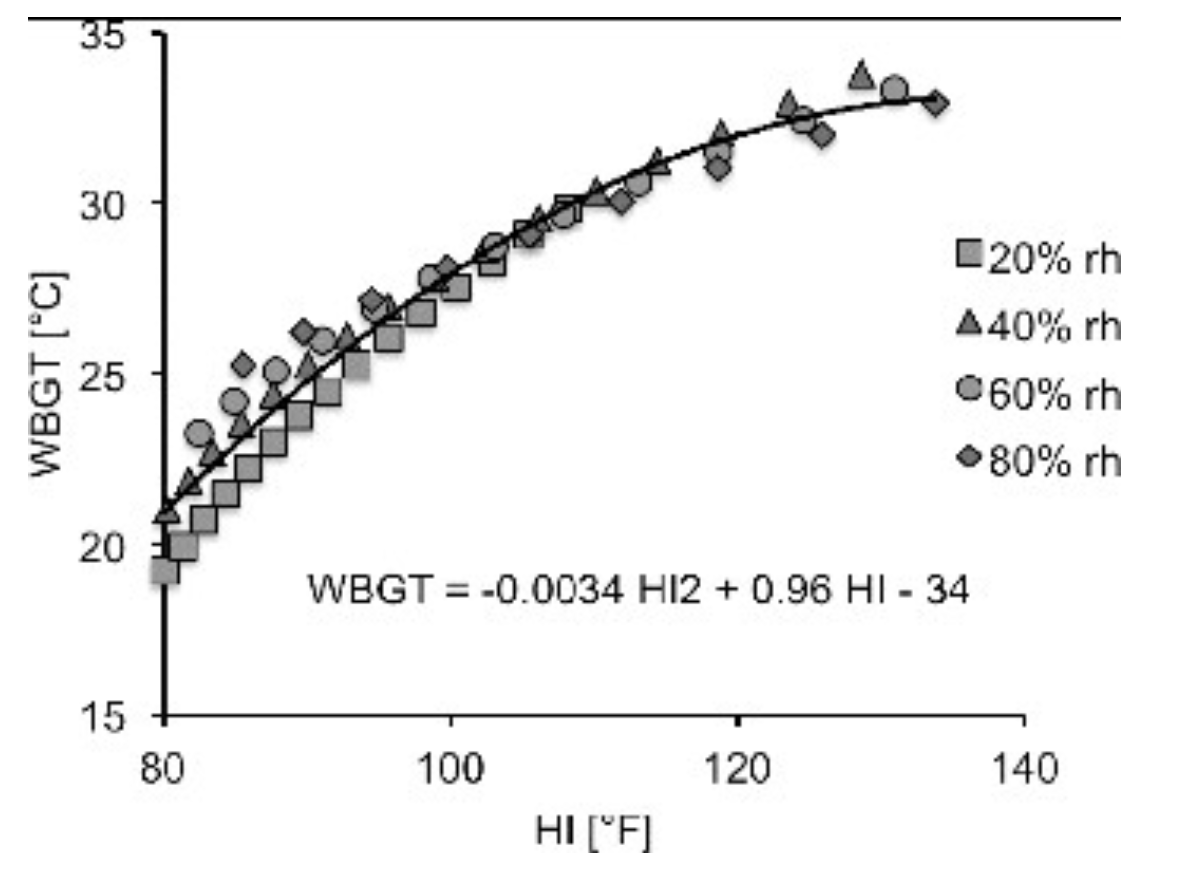 35
30
25
20
15
WBGT [°C]
20% rh
40% rh
60% rh
80% rh
WBGT = -0.0034 HI2 + 0.96 HI - 34
80 100 120 140
HI [°F]